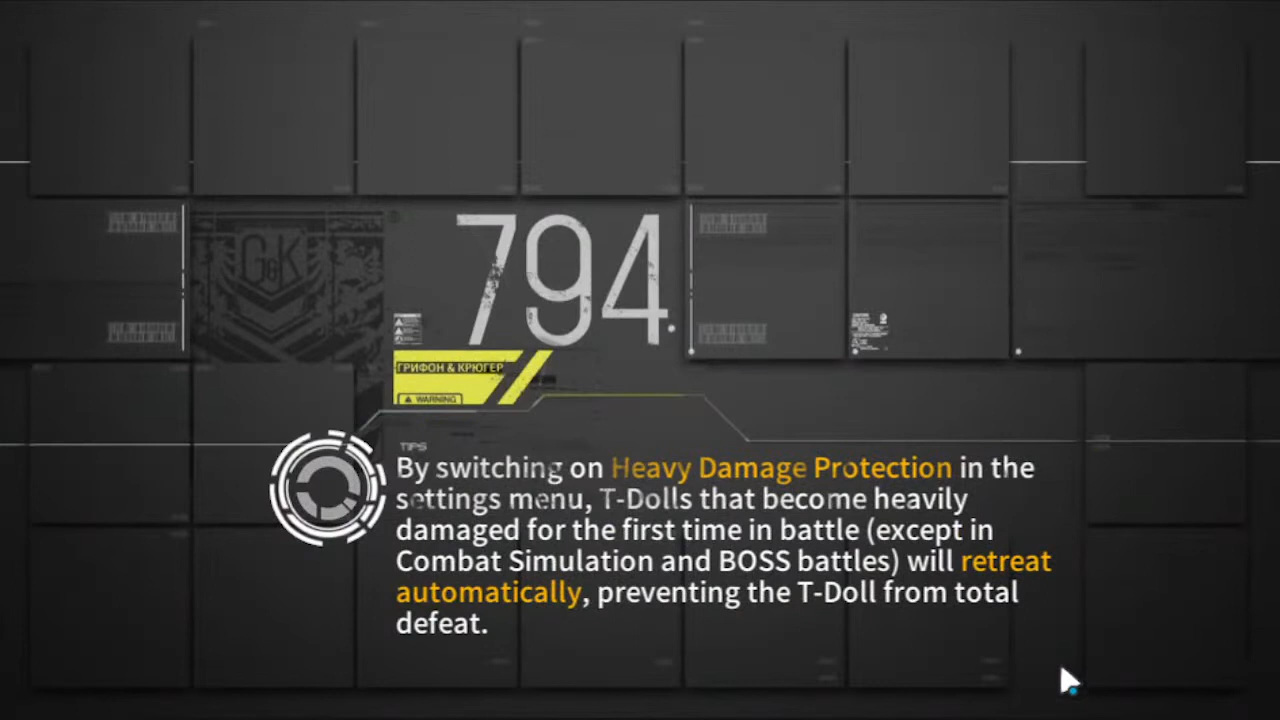 G&K
794.
ГРИФОН & КРЮГЕР
WARNING
TIPS
By switching on Heavy Damage Protection in the
settings menu, T-Dolls that become heavily
damaged for the first time in battle (except in
Combat Simulation and BOSS battles) will retreat
automatically, preventing the T-Doll from total
defeat.